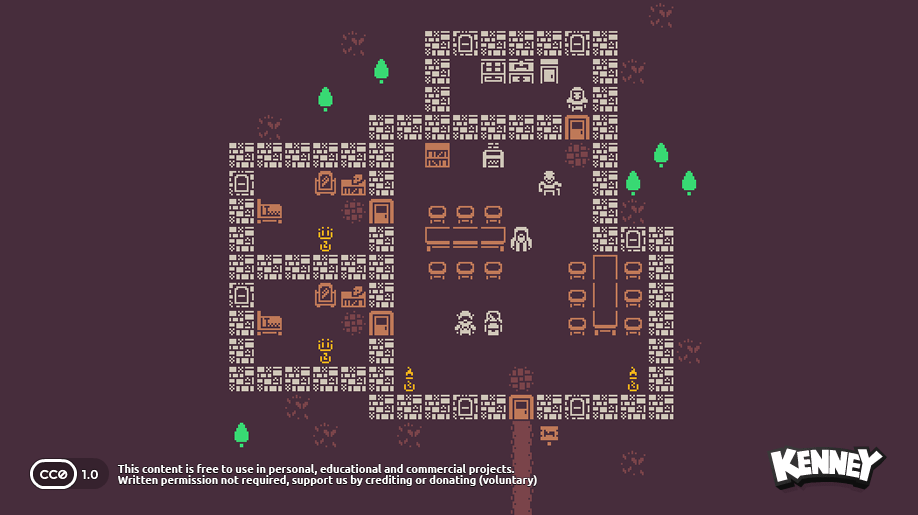 CC0 1.0
This content is free to use in personal, educational and commercial projects.
Written permission not required, support us by crediting or donating (voluntary)
KENNEY